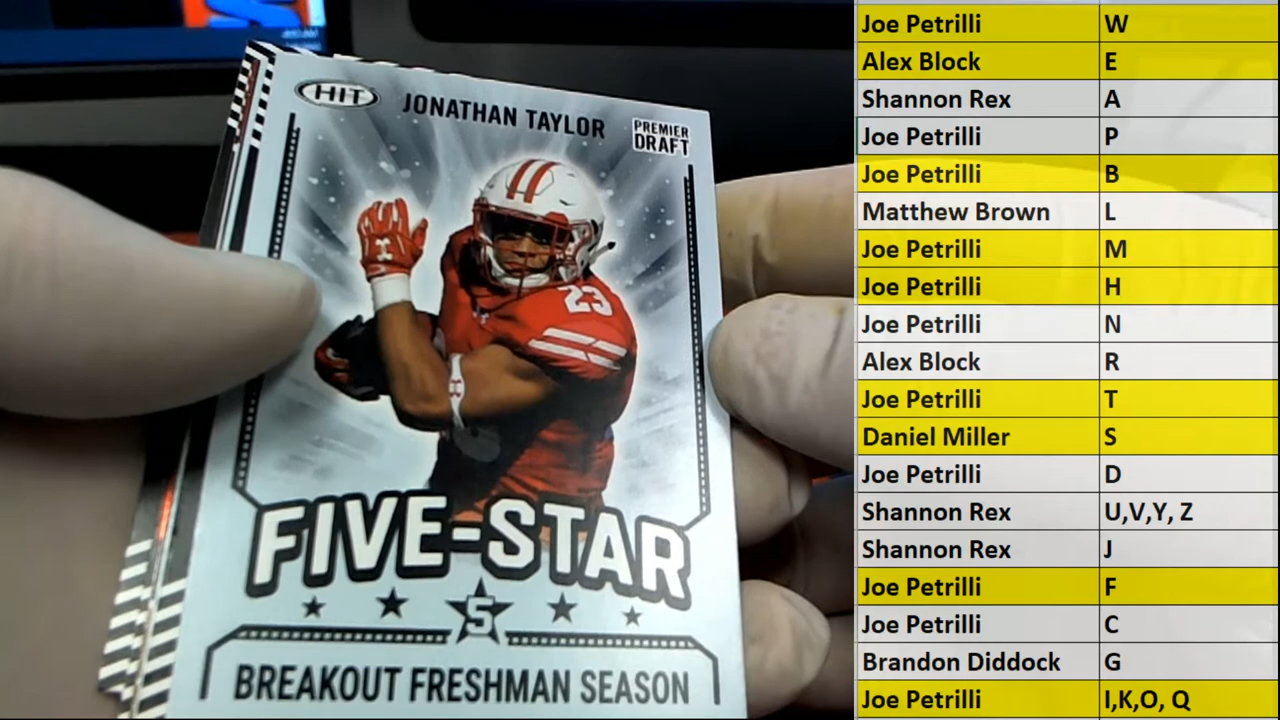 HIT
JONATHAN TAYLOR
PREMIER
DRAFT
23
FIVE-STAR
5
BREAKOUT FRESHMAN SEASON
Joe Petrilli W
Alex Block E
Shannon Rex A
Joe Petrilli P
Joe Petrilli B
Matthew Brown L
Joe Petrilli M
Joe Petrilli H
Joe Petrilli N
Alex Block R
Joe Petrilli T
Daniel Miller S
Joe Petrilli D
Shannon Rex U,V,Y, Z
Shannon Rex J
Joe Petrilli F
Joe Petrilli C
Brandon Diddock G
Joe Petrilli I,K,O, Q